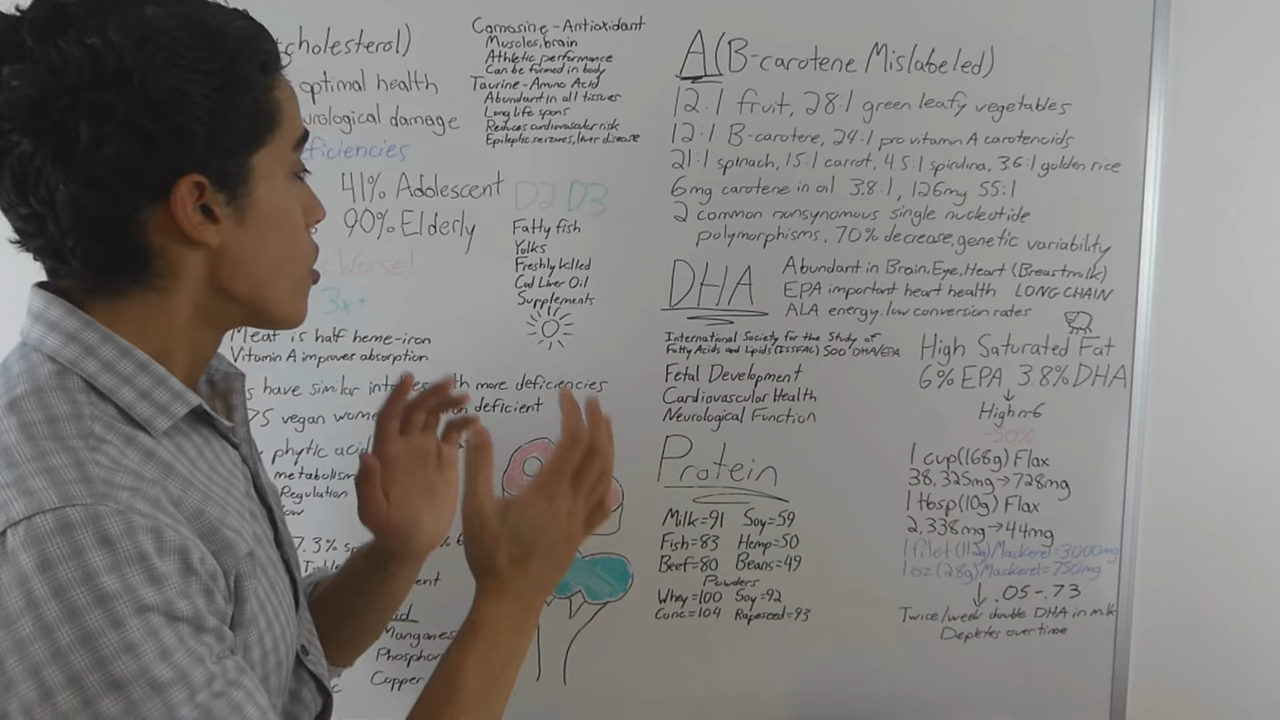 cholesterol)
optimal health
urological damage
ficiencies
41% Adolescent
90% Elderly
Worse!
3x+
Meat is half heme-iron
Vitamin A improves absorption
s have similar intakes with more deficiencies
75 vegan women iron deficient
phytic acid
metabolism
Regulation
low
7.3%
Manganes
Phosphor
Copper
Carnosine - Antioxidant
Muscles, brain
Athletic performance
Can be formed in body
Taurine - Amino Acid
Abundant in all tissues
Long life spans
Reduces cardiovascular risk
Epileptic seizures, liver disease
D2 D3
Fatty fish
Yolks
Freshly killed
Cod Liver Oil
Supplements
A (B-carotene Mislabeled)
12:1 fruit, 28:1 green leafy vegetables
12:1 B-carotene, 24:1 pro vitamin A carotenoids
21:1 spinach, 15:1 carrot, 4.5:1 spirulina, 3.6:1 golden rice
6mg carotene in oil 3.8:1, 126mg 55:1
2 common nonsynomous single nucleotide
polymorphisms. 70% decrease, genetic variability
DHA
Abundant in Brain, Eye, Heart (Breastmilk)
EPA important heart health LONG CHAIN
ALA energy, low conversion rates
International Society for the Study of
Fatty Acids and Lipids (ISSFAL) 500 DHA/EPA
Fetal Development
Cardiovascular Health
Neurological Function
High Saturated Fat
6% EPA, 3.8% DHA
High n-6
-50%
1 cup (168g) Flax
38,325mg→728mg
1 tbsp (10g) Flax
2,338mg→44mg
1 filet (112g) Mackerel = 3000mg
1 oz (28g) Mackerel = 750mg
.05-.73
Twice/week double DHA in milk
Depletes over time
Protein
Milk=91 Soy=59
Fish=83 Hemp=50
Beef=80 Beans=49
Powders
Whey=100 Soy=92
Conc.=104 Rapeseed=93